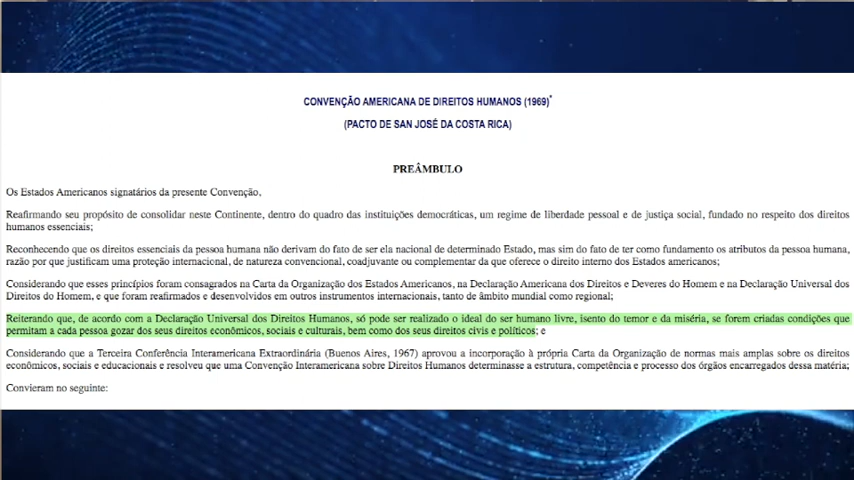 CONVENÇÃO AMERICANA DE DIREITOS HUMANOS (1969)*
(PACTO DE SAN JOSÉ DA COSTA RICA)
PREÂMBULO
Os Estados Americanos signatários da presente Convenção,
Reafirmando seu propósito de consolidar neste Continente, dentro do quadro das instituições democráticas, um regime de liberdade pessoal e de justiça social, fundado no respeito dos direitos
humanos essenciais;
Reconhecendo que os direitos essenciais da pessoa humana não derivam do fato de ser ela nacional de determinado Estado, mas sim do fato de ter como fundamento os atributos da pessoa humana,
razão por que justificam uma proteção internacional, de natureza convencional, coadjuvante ou complementar da que oferece o direito interno dos Estados americanos;
Considerando que esses princípios foram consagrados na Carta da Organização dos Estados Americanos, na Declaração Americana dos Direitos e Deveres do Homem e na Declaração Universal dos
Direitos do Homem, e que foram reafirmados e desenvolvidos em outros instrumentos internacionais, tanto de âmbito mundial como regional;
Reiterando que, de acordo com a Declaração Universal dos Direitos Humanos, só pode ser realizado o ideal do ser humano livre, isento do temor e da miséria, se forem criadas condições que
permitam a cada pessoa gozar dos seus direitos econômicos, sociais e culturais, bem como dos seus direitos civis e políticos; e
Considerando que a Terceira Conferência Interamericana Extraordinária (Buenos Aires, 1967) aprovou a incorporação à própria Carta da Organização de normas mais amplas sobre os direitos
econômicos, sociais e educacionais e resolveu que uma Convenção Interamericana sobre Direitos Humanos determinasse a estrutura, competência e processo dos órgãos encarregados dessa matéria;
Convieram no seguinte: